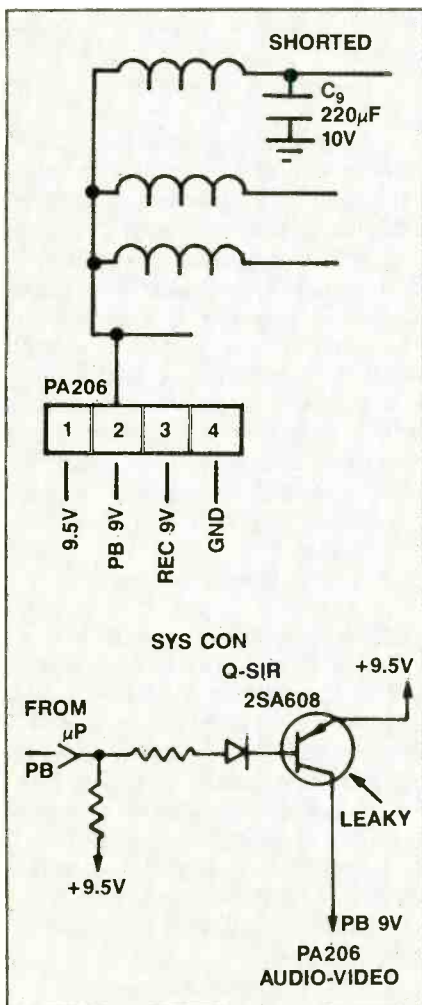 SHORTED
C9
220μF
10V
PA206
1 2 3 4
9.5V PB 9V REC 9V GND
SYS CON
Q-SIR
2SA608
+9.5V
FROM
μP
PB
LEAKY
+9.5V
PB 9V
PA206
AUDIO-VIDEO